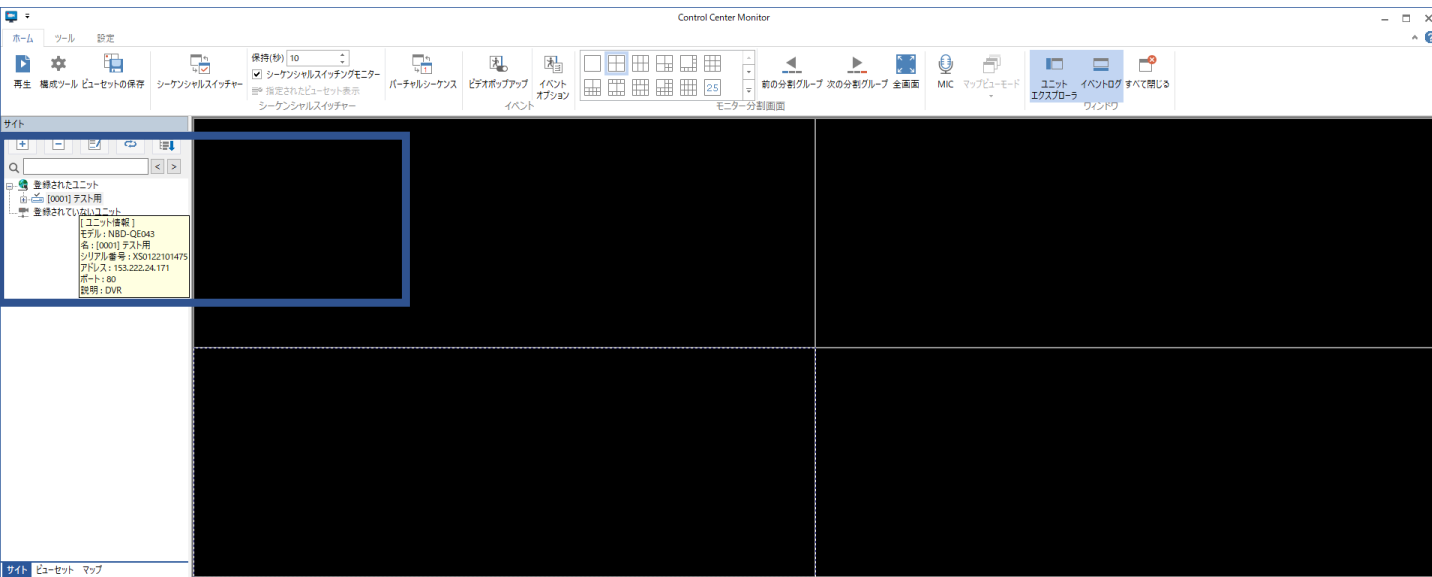 Control Center Monitor
ホーム ツール 設定
再生 構成ツール ビューセットの保存 シーケンシャルスイッチャー
保持(秒) 10
シーケンシャルスイッチングモニター
指定されたビューセット表示
シーケンシャルスイッチャー
バーチャルシーケンス ビデオポップアップ イベント
オプション
イベント
25
前の分割グループ 次の分割グループ 全画面
モニター分割画面
MIC マップビューモード
ユニット
エクスプローラ
イベントログ すべて閉じる
ウィンドウ
サイト
< >
登録されたユニット
[0001] テスト用
登録されていないユニット
[ ユニット情報 ]
モデル : NBD-QE043
名 : [0001] テスト用
シリアル番号 : XS0122101475
アドレス : 153.222.24.171
ポート : 80
説明 : DVR
サイト ビューセット マップ